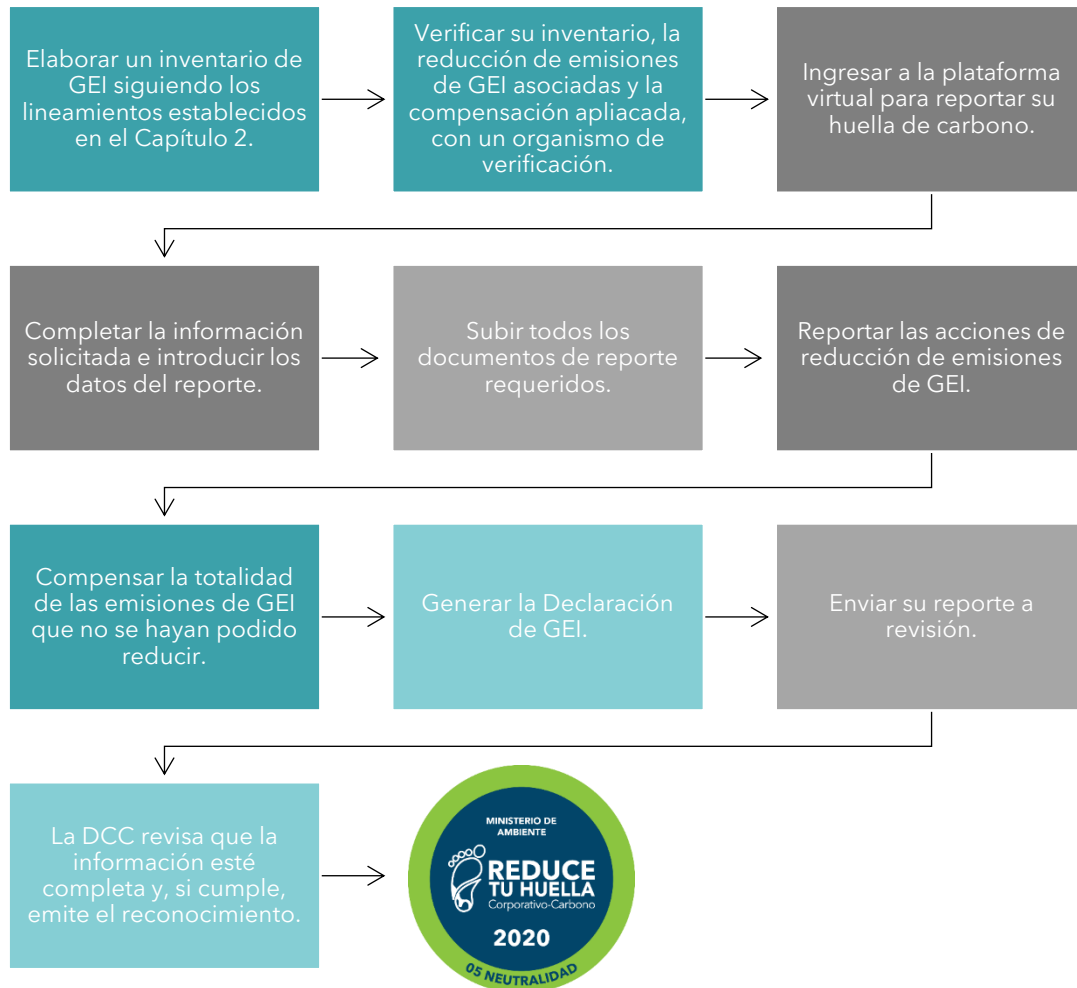 Elaborar un inventario de
GEI siguiendo los
lineamientos establecidos
en el Capítulo 2.
Verificar su inventario, la
reducción de emisiones
de GEI asociadas y la
compensación apliacada,
con un organismo de
verificación.
Ingresar a la plataforma
virtual para reportar su
huella de carbono.
Completar la información
solicitada e introducir los
datos del reporte.
Subir todos los
documentos de reporte
requeridos.
Reportar las acciones de
reducción de emisiones
de GEI.
Compensar la totalidad
de las emisiones de GEI
que no se hayan podido
reducir.
Generar la Declaración
de GEI.
Enviar su reporte a
revisión.
La DCC revisa que la
información esté
completa y, si cumple,
emite el reconocimiento.
MINISTERIO DE
AMBIENTE
REDUCE
TU HUELLA
Corporativo-Carbono
2020
05 NEUTRALIDAD